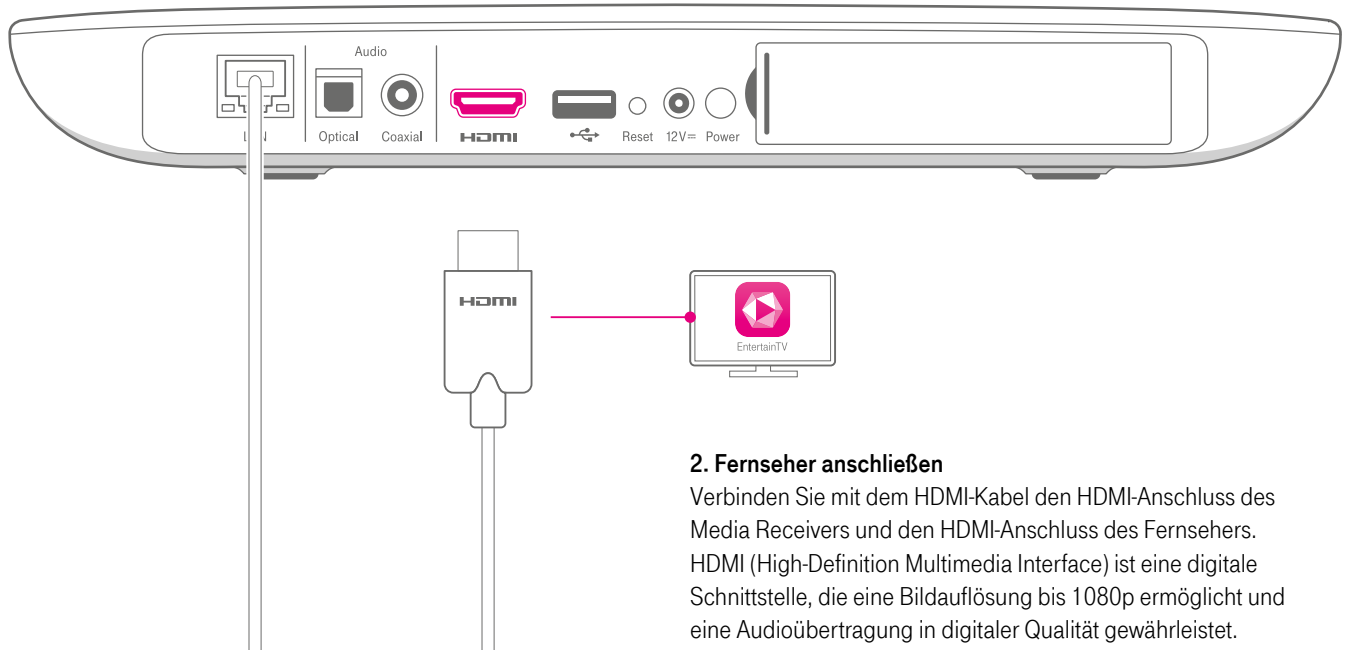 Audio
LAN
Optical
Coaxial
HDMI
Reset
12V=
Power
HDMI
EntertainTV
2. Fernseher anschließen
Verbinden Sie mit dem HDMI-Kabel den HDMI-Anschluss des
Media Receivers und den HDMI-Anschluss des Fernsehers.
HDMI (High-Definition Multimedia Interface) ist eine digitale
Schnittstelle, die eine Bildauflösung bis 1080p ermöglicht und
eine Audioübertragung in digitaler Qualität gewährleistet.